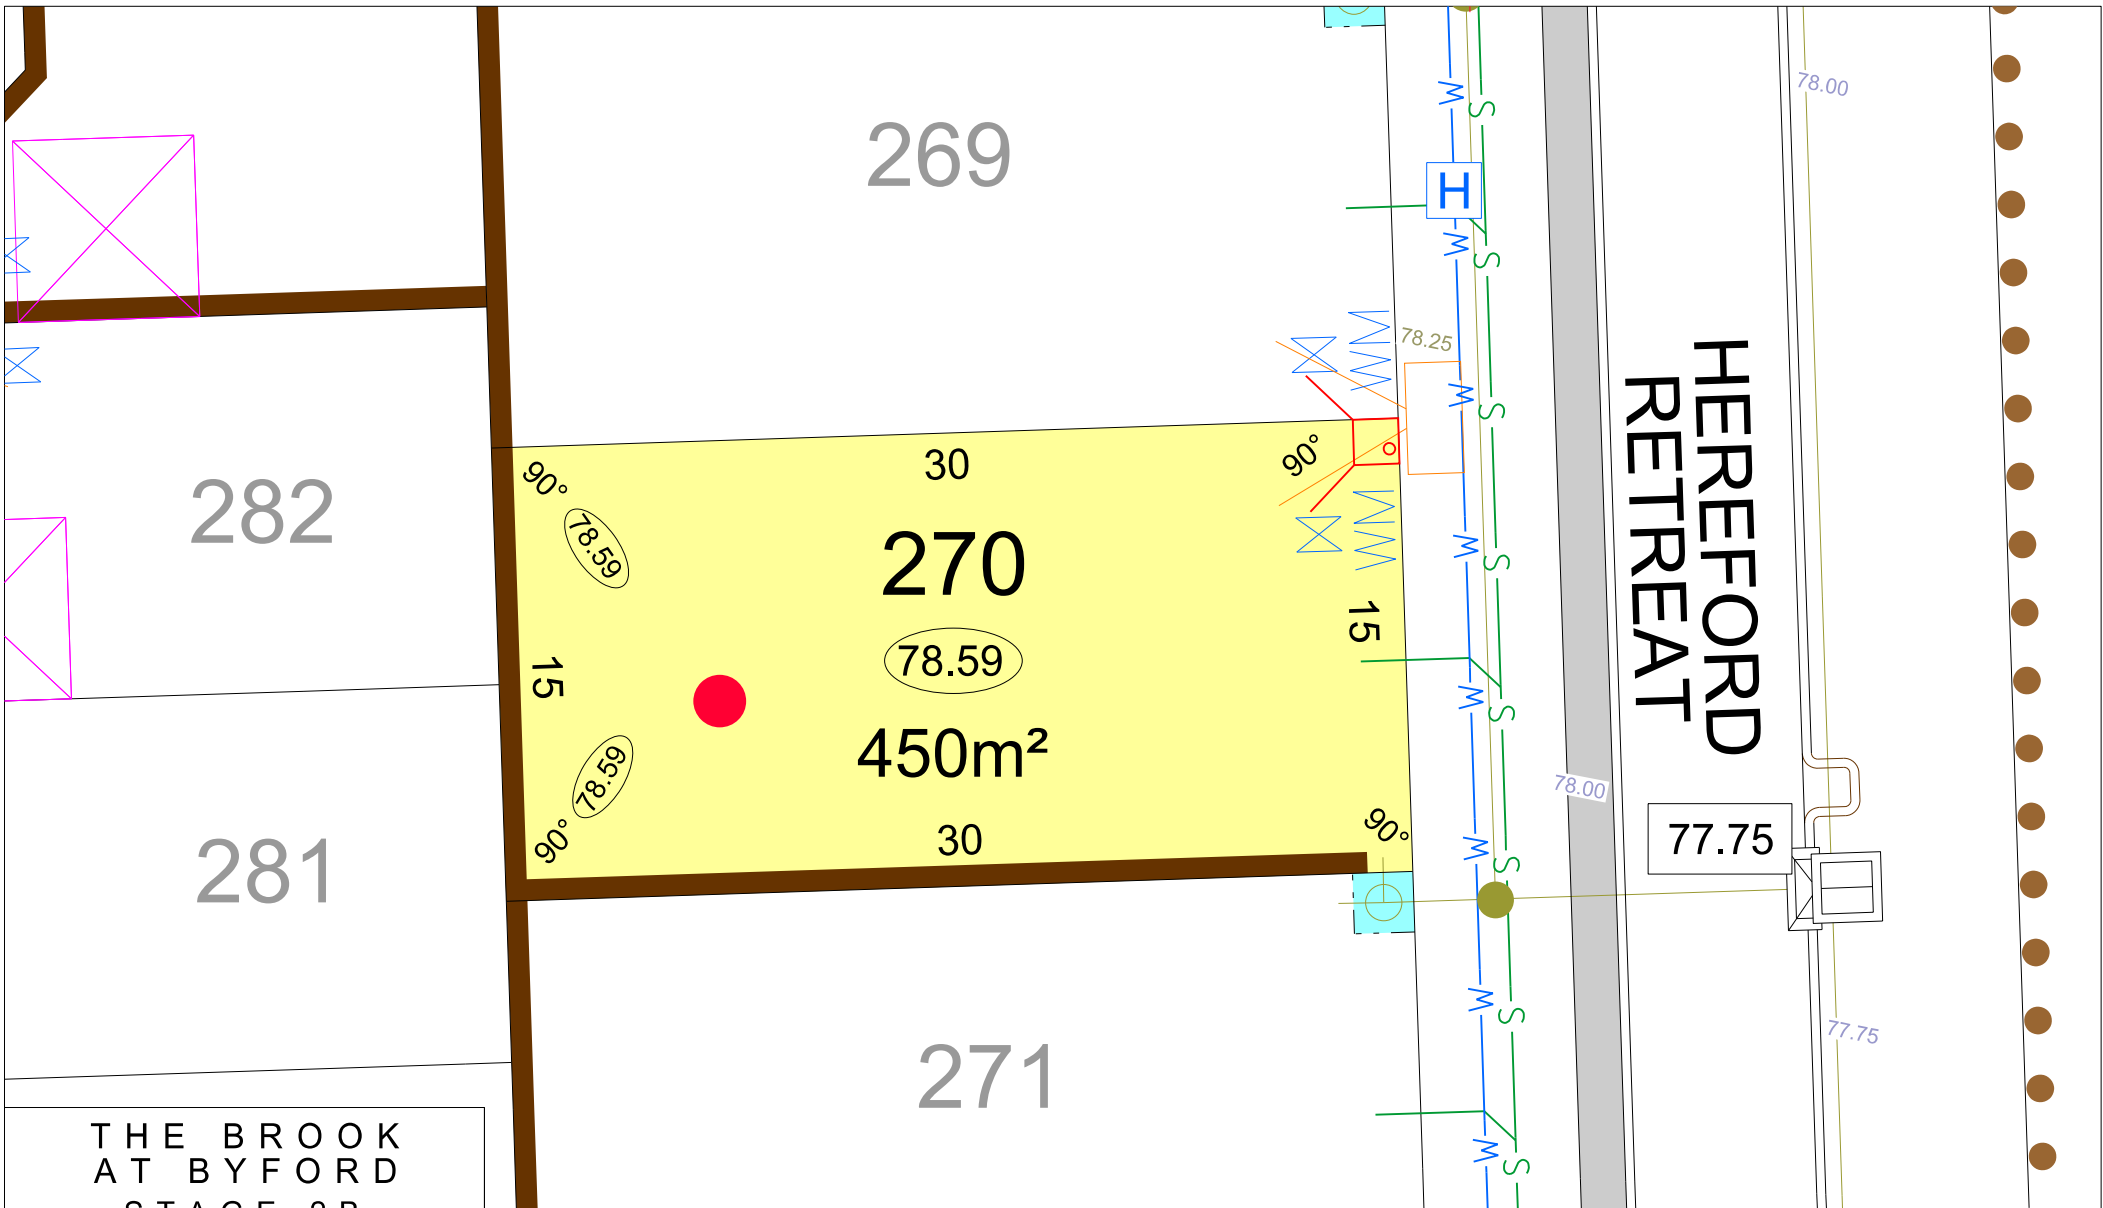 78.00
269
W
S
H
W
S
78.25
W
S
HEREFORD
RETREAT
90°
30
90°
282
78.59
270
W
S
15
78.59
15
W
S
450m²
78.59
78.00
77.75
90°
30
90°
W
S
281
W
S
77.75
271
THE BROOK
AT BYFORD
W
S